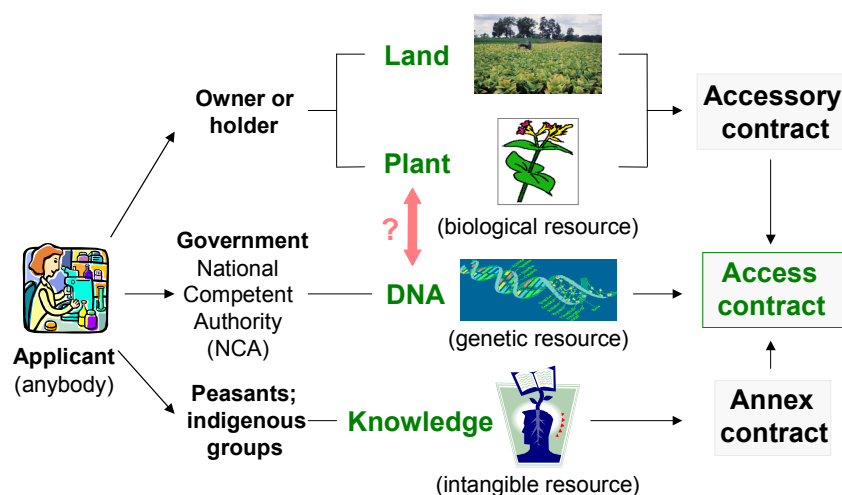 Land
Owner or
holder
Accessory
contract
Plant
?
(biological resource)
Government
National
Competent
Authority
(NCA)
DNA
Access
contract
(genetic resource)
Applicant
(anybody)
Peasants;
indigenous
groups
Knowledge
Annex
contract
(intangible resource)